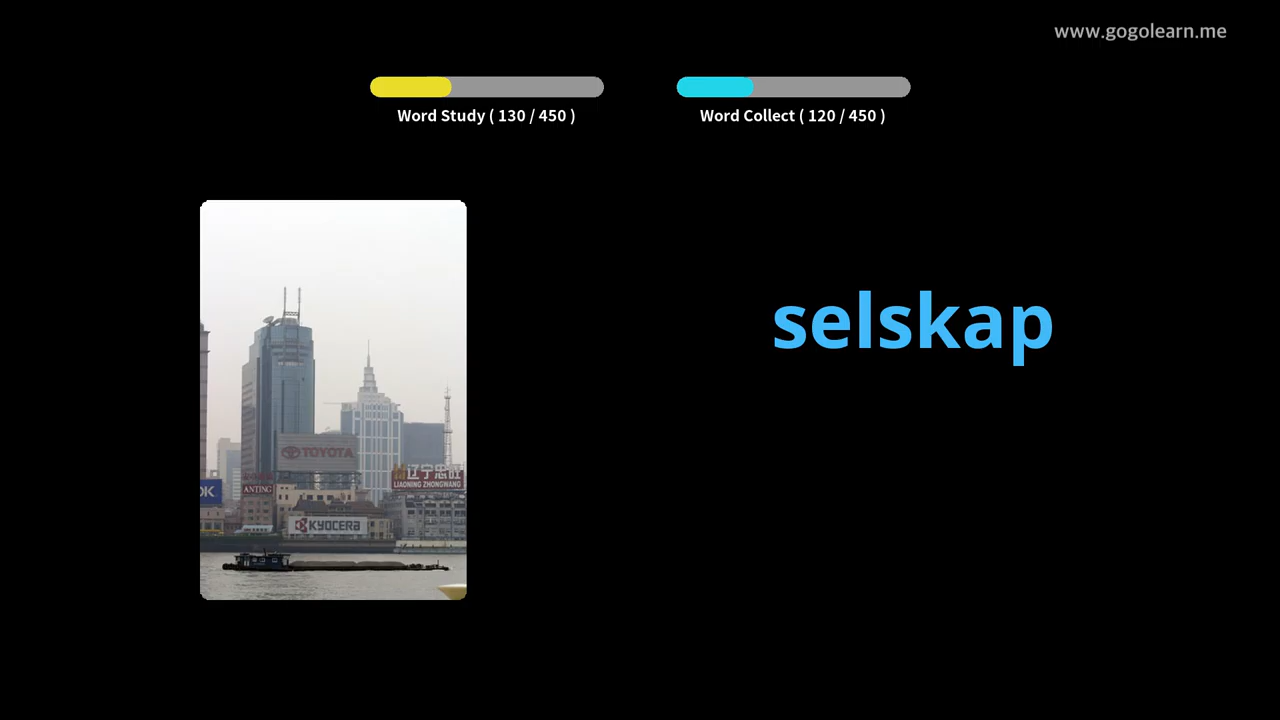 www.gogolearn.me
Word Study ( 130 / 450 )
Word Collect ( 120 / 450 )
selskap
TOYOTA
辽宁忠旺
LIAONING ZHONGWANG
ANTING
KYOCERA